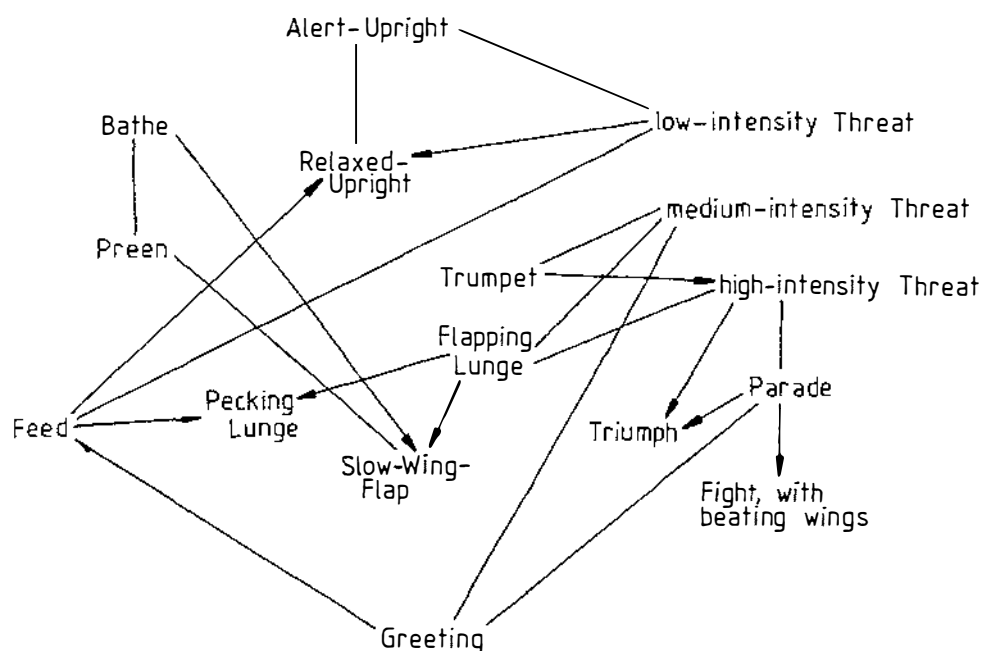 Alert-Upright
Bathe
low-intensity Threat
Relaxed-
Upright
medium-intensity Threat
Preen
Trumpet
high-intensity Threat
Flapping
Lunge
Parade
Pecking
Lunge
Feed
Triumph
Slow-Wing-
Flap
Fight, with
beating wings
Greeting